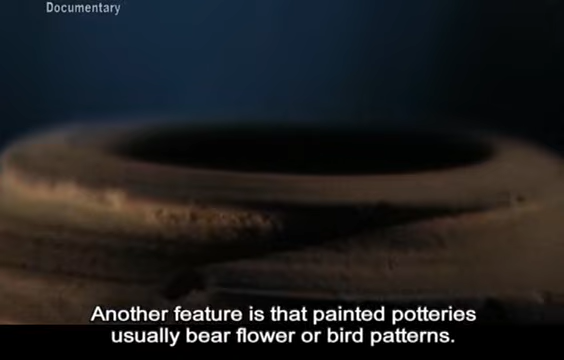 Documentary
Another feature is that painted potteries
usually bear flower or bird patterns.